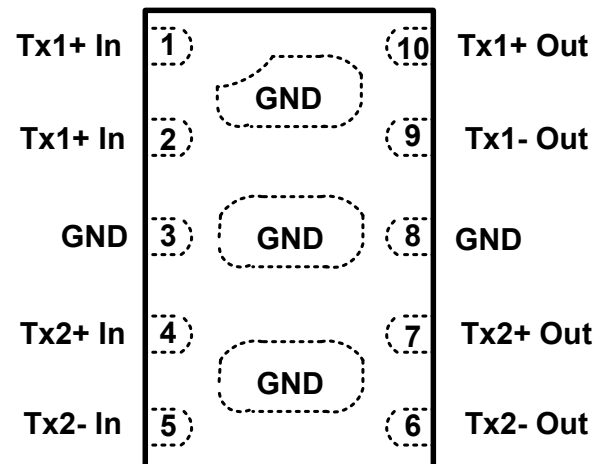 Tx1+ In 1 10 Tx1+ Out
GND
Tx1+ In 2 9 Tx1- Out
GND 3 GND 8 GND
Tx2+ In 4 7 Tx2+ Out
GND
Tx2- In 5 6 Tx2- Out